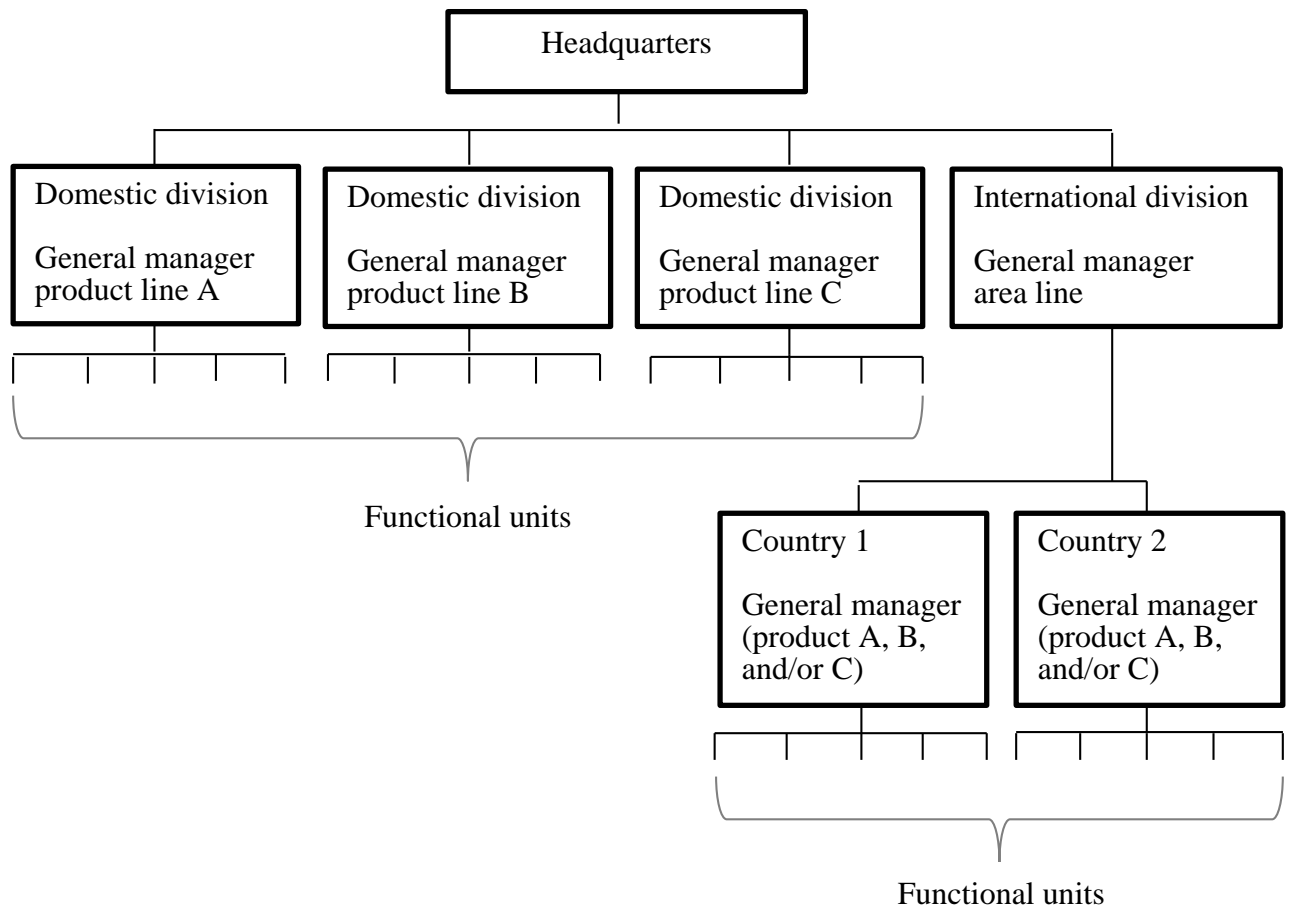 Headquarters
Domestic division
General manager
product line A
Domestic division
General manager
product line B
Domestic division
General manager
product line C
International division
General manager
area line
Functional units
Country 1
General manager
(product A, B,
and/or C)
Country 2
General manager
(product A, B,
and/or C)
Functional units